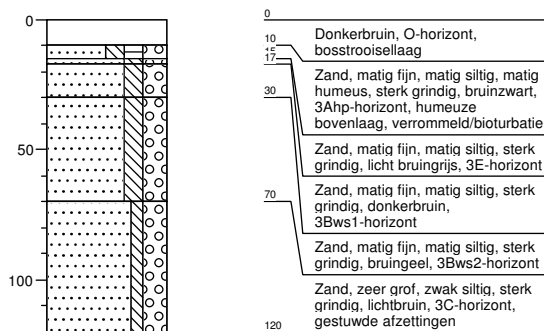 0
50
100
0
Donkerbruin, O-horizont,
bosstrooisellaag
10
Zand, matig fijn, matig siltig, matig
humeus, sterk grindig, bruinzwart,
3Ahp-horizont, humeuze
bovenlaag, verrommeld/bioturbatie
15
Zand, matig fijn, matig siltig, sterk
grindig, licht bruingrijs, 3E-horizont
17
Zand, matig fijn, matig siltig, sterk
grindig, donkerbruin,
3Bws1-horizont
30
Zand, matig fijn, matig siltig, sterk
grindig, bruingeel, 3Bws2-horizont
70
Zand, zeer grof, zwak siltig, sterk
grindig, lichtbruin, 3C-horizont,
gestuwde afzettingen
120